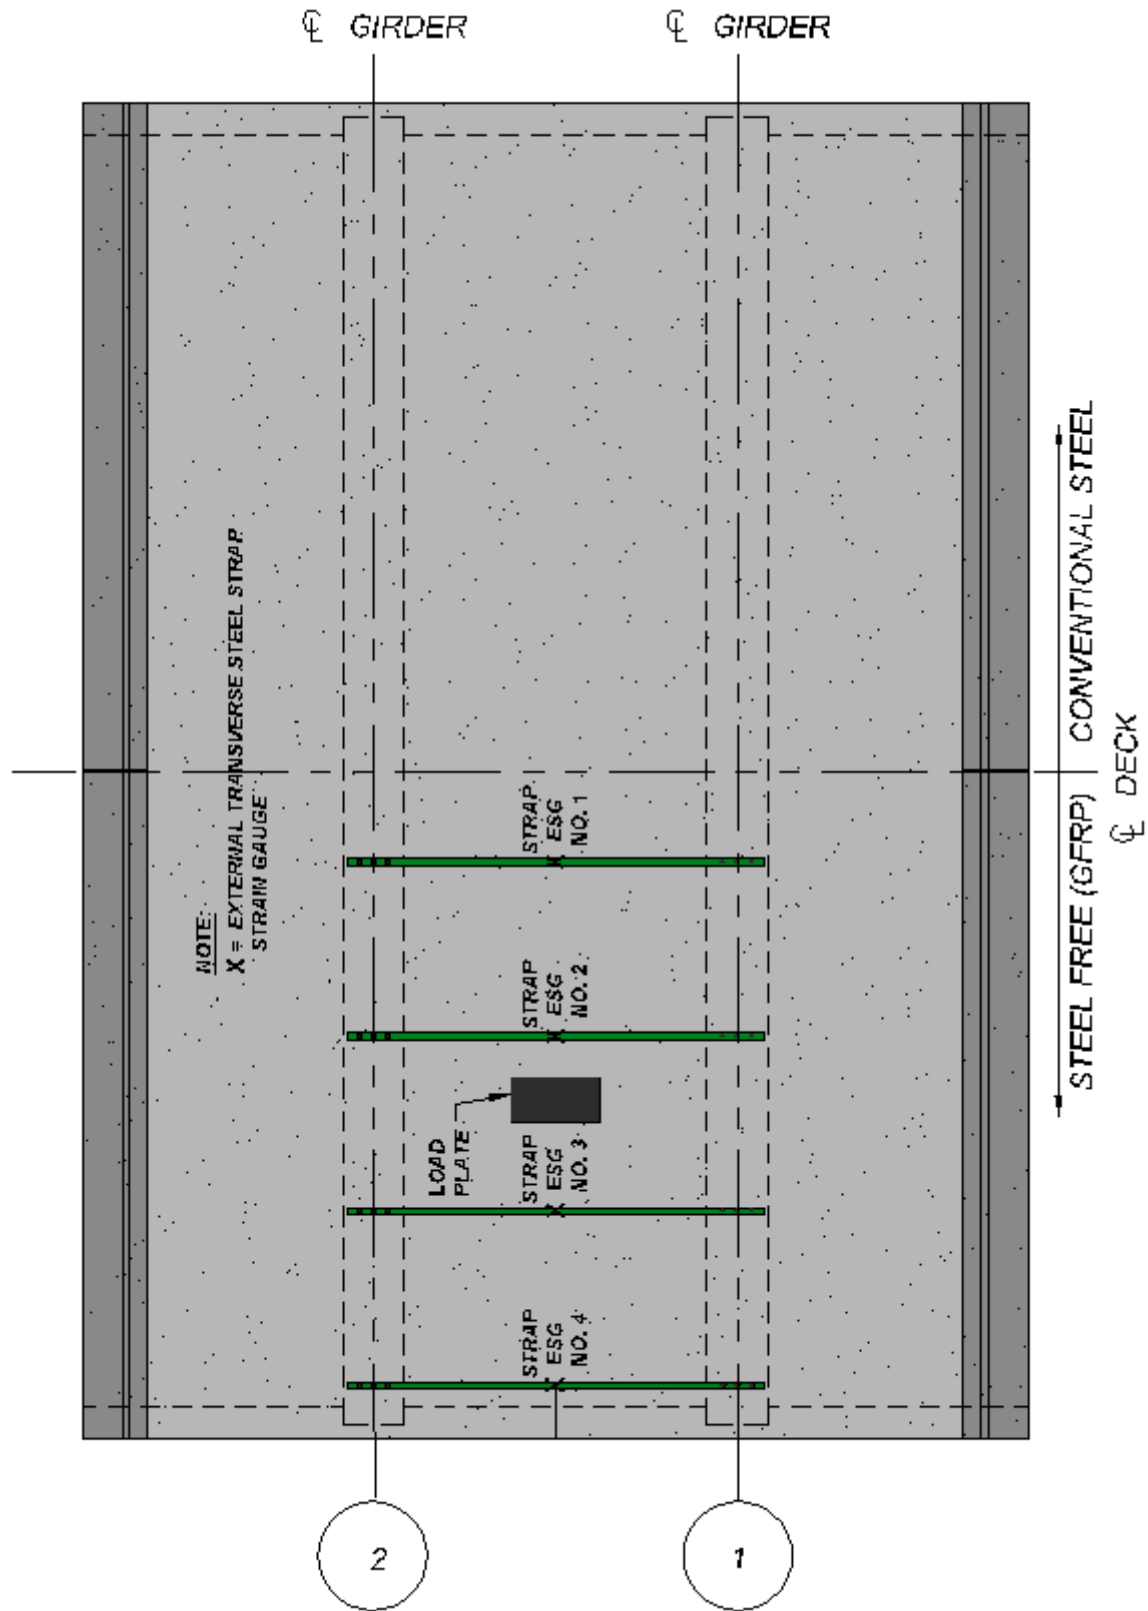 ℄ GIRDER
℄ GIRDER
NOTE:
X = EXTERNAL TRANSVERSE STEEL STRAP
STRAIN GAUGE
STRAP
ESG
NO. 1
STRAP
ESG
NO. 2
LOAD
PLATE
STRAP
ESG
NO. 3
STRAP
ESG
NO. 4
STEEL FREE (GFRP)
CONVENTIONAL STEEL
℄ DECK
2
1